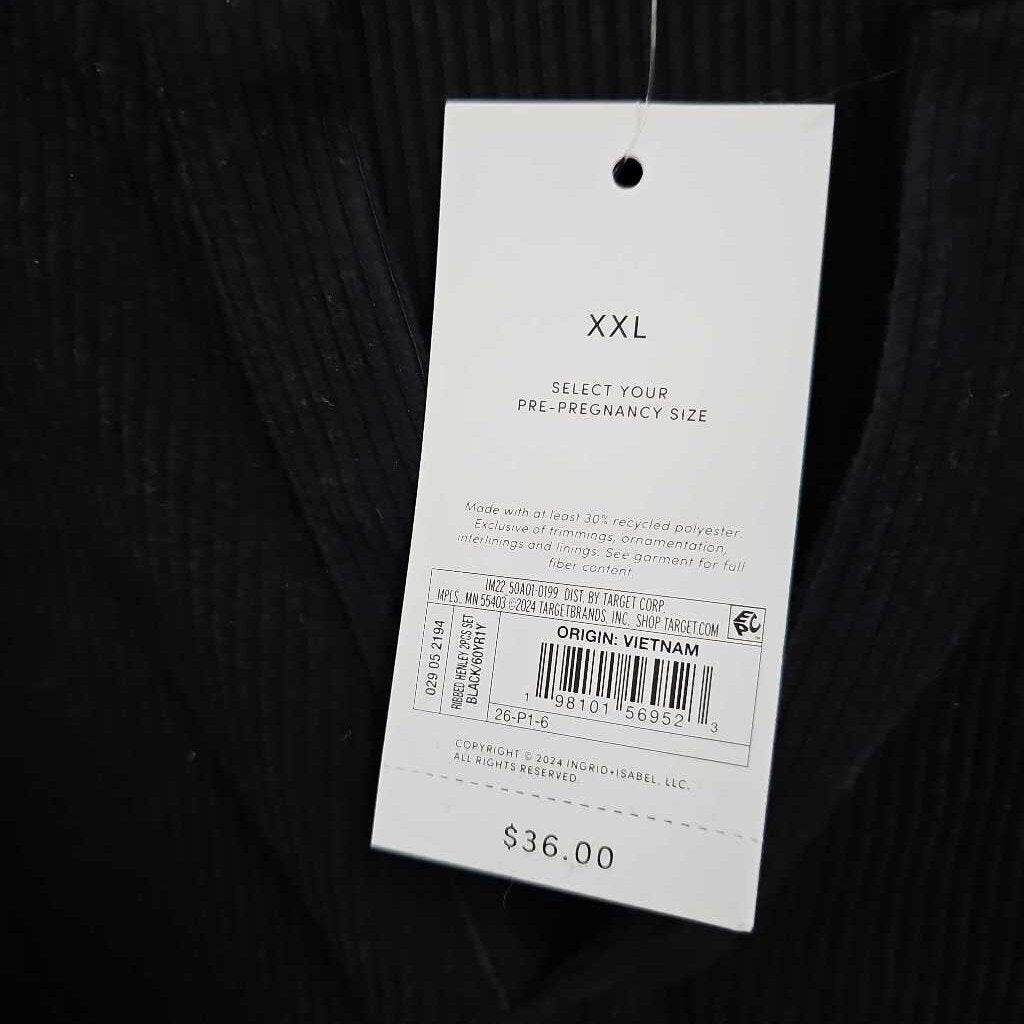 XXL
SELECT YOUR
PRE-PREGNANCY SIZE
Made with at least 30% recycled polyester.
Exclusive of trimmings, ornamentation,
interlinings and linings. See garment for full
fiber content.
IM22 50A01-0199 DIST. BY TARGET CORP
MPLS., MN 55403 ©2024 TARGETBRANDS, INC. SHOP TARGET.COM
EPC
029 05 2194
RIBBED HENLEY 2PCS SET
BLACK/60YR1Y
ORIGIN: VIETNAM
1 98101 56952 3
26-P1-6
COPYRIGHT © 2024 INGRID+ISABEL, LLC.
ALL RIGHTS RESERVED
$36.00